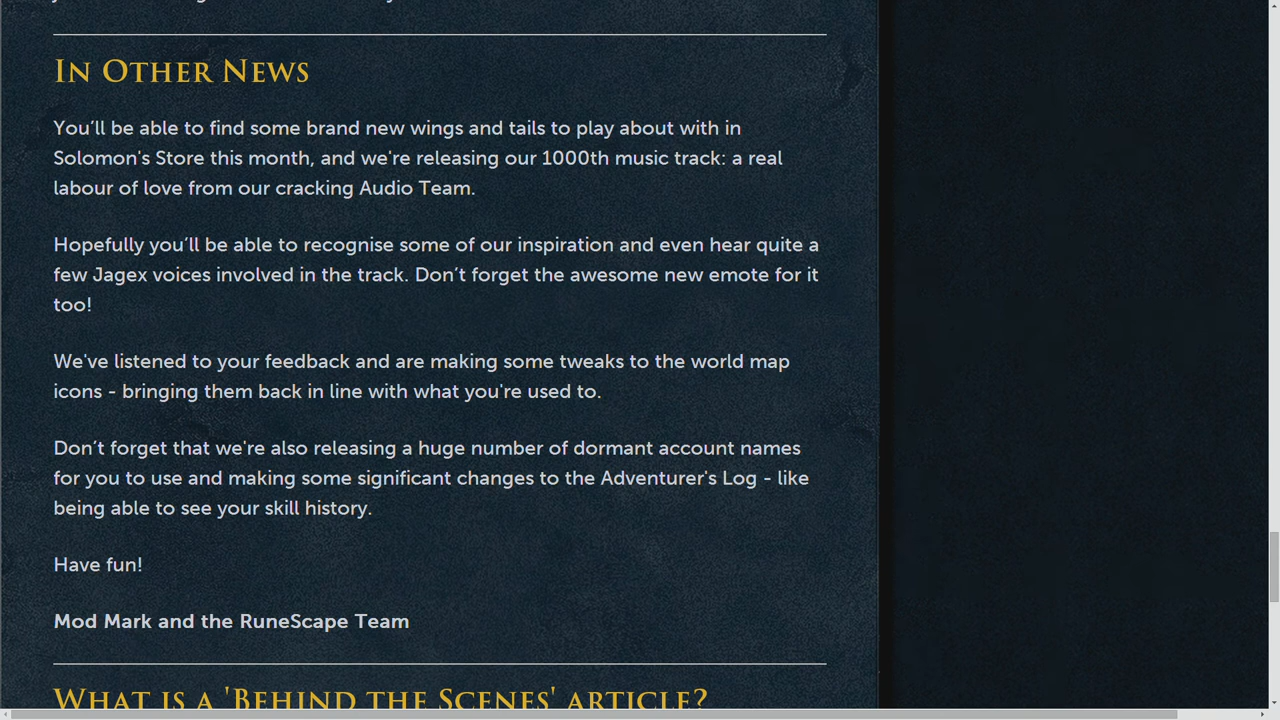 In Other News
You’ll be able to find some brand new wings and tails to play about with in
Solomon's Store this month, and we're releasing our 1000th music track: a real
labour of love from our cracking Audio Team.
Hopefully you’ll be able to recognise some of our inspiration and even hear quite a
few Jagex voices involved in the track. Don’t forget the awesome new emote for it
too!
We've listened to your feedback and are making some tweaks to the world map
icons - bringing them back in line with what you're used to.
Don’t forget that we're also releasing a huge number of dormant account names
for you to use and making some significant changes to the Adventurer's Log - like
being able to see your skill history.
Have fun!
Mod Mark and the RuneScape Team
What is a 'Behind the Scenes' article?